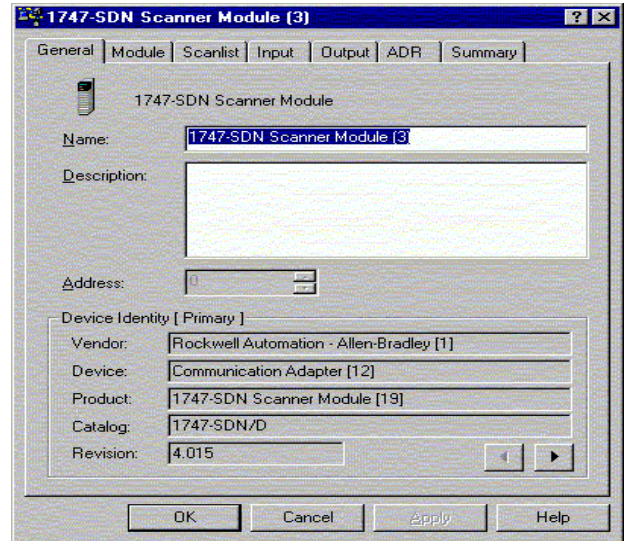 1747-SDN Scanner Module (3)
General Module Scanlist Input Output ADR Summary
1747-SDN Scanner Module
Name: 1747-SDN Scanner Module (3)
Description:
Address: 0
Device Identity [ Primary ]
Vendor: Rockwell Automation - Allen-Bradley [1]
Device: Communication Adapter [12]
Product: 1747-SDN Scanner Module [19]
Catalog: 1747-SDN/D
Revision: 4.015
OK Cancel Apply Help